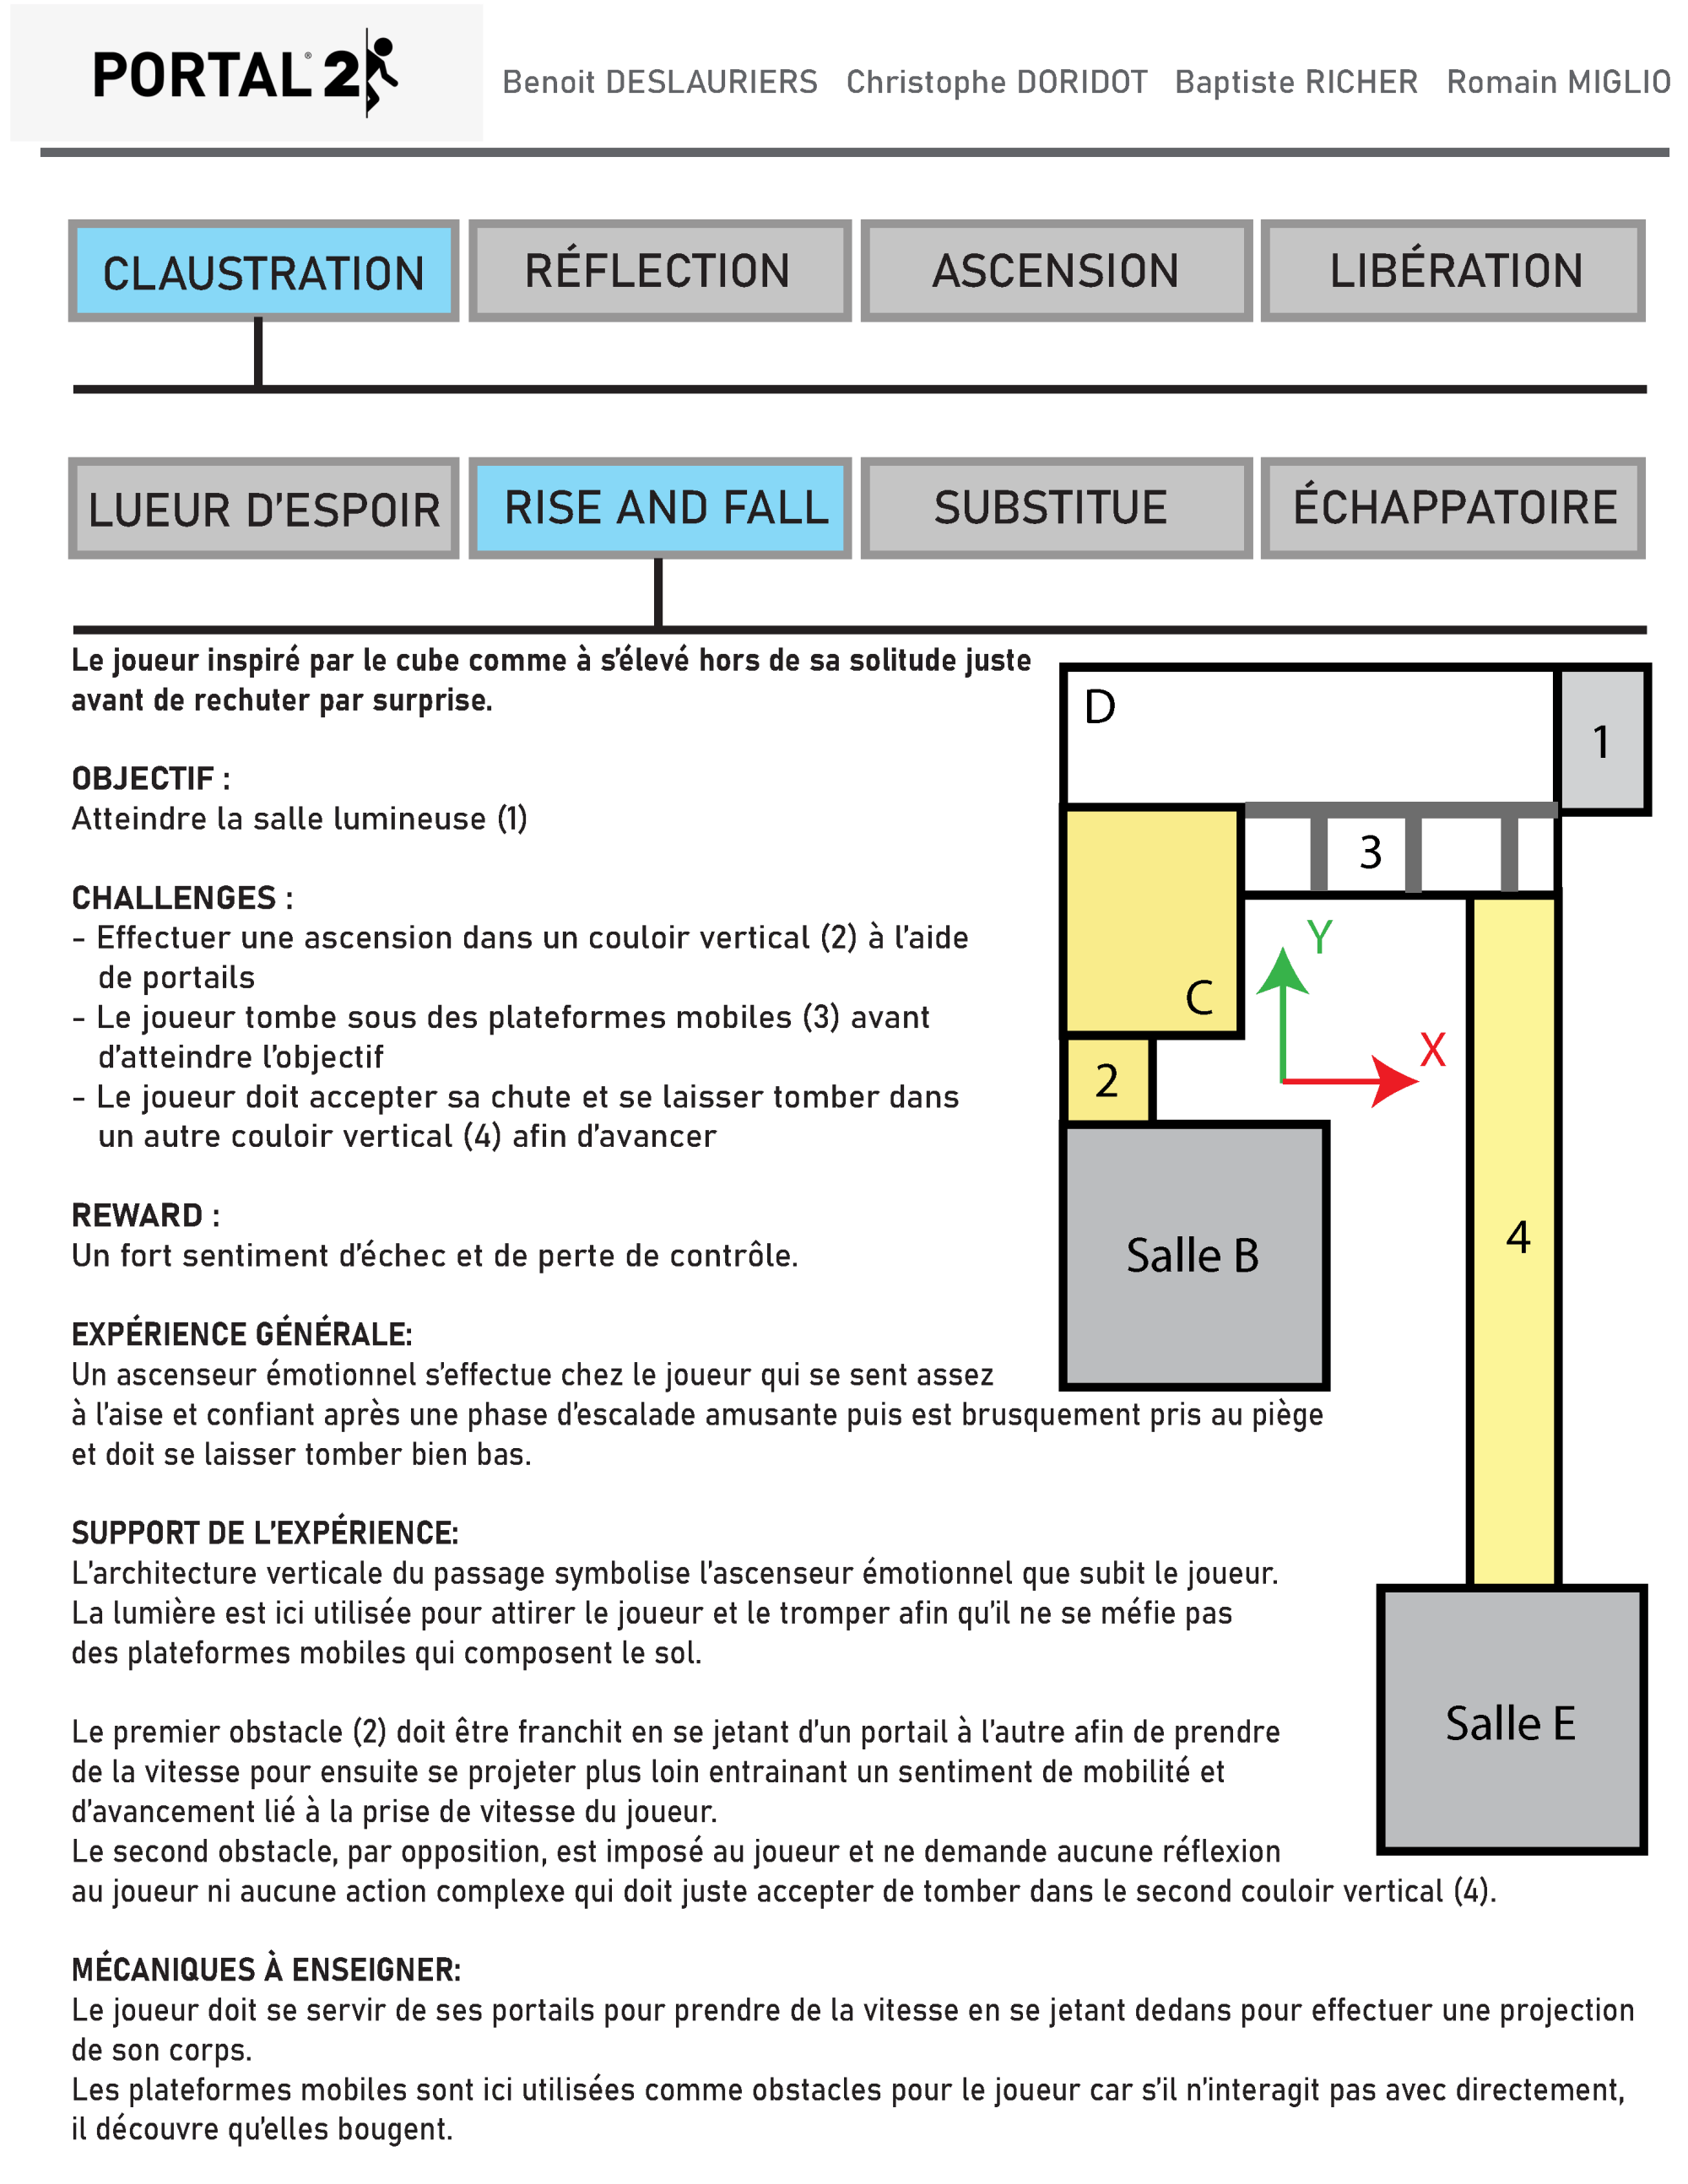 PORTAL® 2
Benoit DESLAURIERS Christophe DORIDOT Baptiste RICHER Romain MIGLIO
CLAUSTRATION
RÉFLECTION
ASCENSION
LIBÉRATION
LUEUR D'ESPOIR
RISE AND FALL
SUBSTITUE
ÉCHAPPATOIRE
Le joueur inspiré par le cube comme à s'élevé hors de sa solitude juste
avant de rechuter par surprise.
OBJECTIF :
Atteindre la salle lumineuse (1)
CHALLENGES :
- Effectuer une ascension dans un couloir vertical (2) à l'aide
de portails
- Le joueur tombe sous des plateformes mobiles (3) avant
d'atteindre l'objectif
- Le joueur doit accepter sa chute et se laisser tomber dans
un autre couloir vertical (4) afin d'avancer
REWARD :
Un fort sentiment d'échec et de perte de contrôle.
EXPÉRIENCE GÉNÉRALE:
Un ascenseur émotionnel s'effectue chez le joueur qui se sent assez
à l'aise et confiant après une phase d'escalade amusante puis est brusquement pris au piège
et doit se laisser tomber bien bas.
SUPPORT DE L'EXPÉRIENCE:
L'architecture verticale du passage symbolise l'ascenseur émotionnel que subit le joueur.
La lumière est ici utilisée pour attirer le joueur et le tromper afin qu'il ne se méfie pas
des plateformes mobiles qui composent le sol.
Le premier obstacle (2) doit être franchit en se jetant d'un portail à l'autre afin de prendre
de la vitesse pour ensuite se projeter plus loin entrainant un sentiment de mobilité et
d'avancement lié à la prise de vitesse du joueur.
Le second obstacle, par opposition, est imposé au joueur et ne demande aucune réflexion
au joueur ni aucune action complexe qui doit juste accepter de tomber dans le second couloir vertical (4).
MÉCANIQUES À ENSEIGNER:
Le joueur doit se servir de ses portails pour prendre de la vitesse en se jetant dedans pour effectuer une projection
de son corps.
Les plateformes mobiles sont ici utilisées comme obstacles pour le joueur car s'il n'interagit pas avec directement,
il découvre qu'elles bougent.
D
1
3
C
Y
X
2
Salle B
4
Salle E